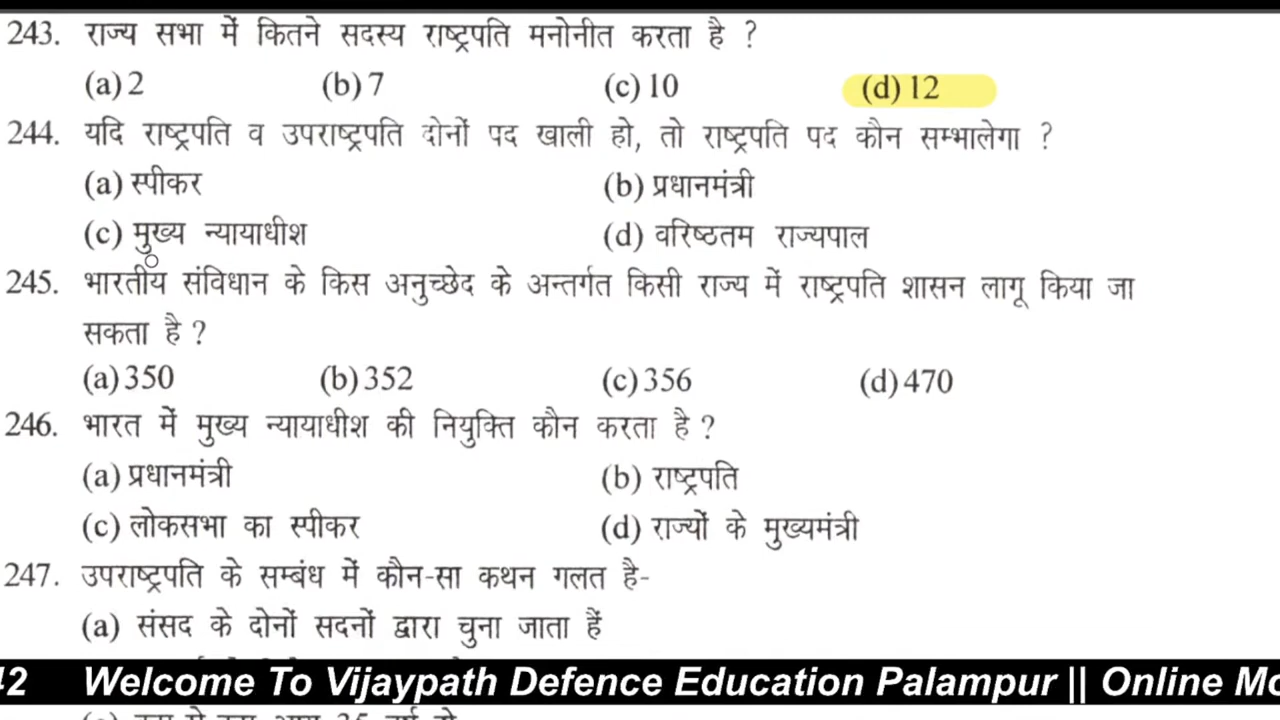 243. राज्य सभा में कितने सदस्य राष्ट्रपति मनोनीत करता है ?
(a) 2 (b) 7 (c) 10 (d) 12
244. यदि राष्ट्रपति व उपराष्ट्रपति दोनों पद खाली हो, तो राष्ट्रपति पद कौन सम्भालेगा ?
(a) स्पीकर (b) प्रधानमंत्री
(c) मुख्य न्यायाधीश (d) वरिष्ठतम राज्यपाल
245. भारतीय संविधान के किस अनुच्छेद के अन्तर्गत किसी राज्य में राष्ट्रपति शासन लागू किया जा
सकता है ?
(a) 350 (b) 352 (c) 356 (d) 470
246. भारत में मुख्य न्यायाधीश की नियुक्ति कौन करता है ?
(a) प्रधानमंत्री (b) राष्ट्रपति
(c) लोकसभा का स्पीकर (d) राज्यों के मुख्यमंत्री
247. उपराष्ट्रपति के सम्बंध में कौन-सा कथन गलत है-
(a) संसद के दोनों सदनों द्वारा चुना जाता हैं
42 Welcome To Vijaypath Defence Education Palampur || Online Mo